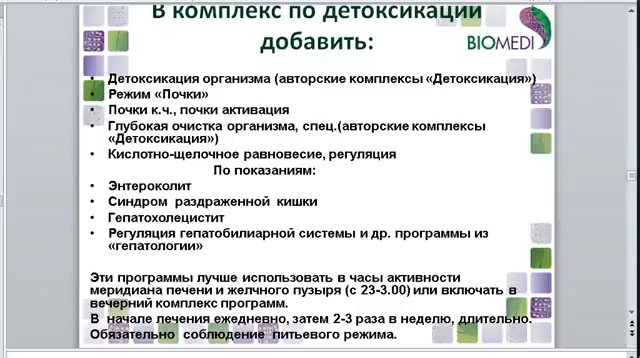 В комплекс по детоксикации
добавить:
BIOMEDI
• Детоксикация организма (авторские комплексы «Детоксикация»)
• Режим «Почки»
• Почки к.ч., почки активация
• Глубокая очистка организма, спец.(авторские комплексы
«Детоксикация»)
• Кислотно-щелочное равновесие, регуляция
По показаниям:
• Энтероколит
• Синдром раздраженной кишки
• Гепатохолецистит
• Регуляция гепатобилиарной системы и др. программы из
«гепатологии»
Эти программы лучше использовать в часы активности
меридиана печени и желчного пузыря (с 23-3.00) или включать в
вечерний комплекс программ.
В начале лечения ежедневно, затем 2-3 раза в неделю, длительно.
Обязательно соблюдение питьевого режима.